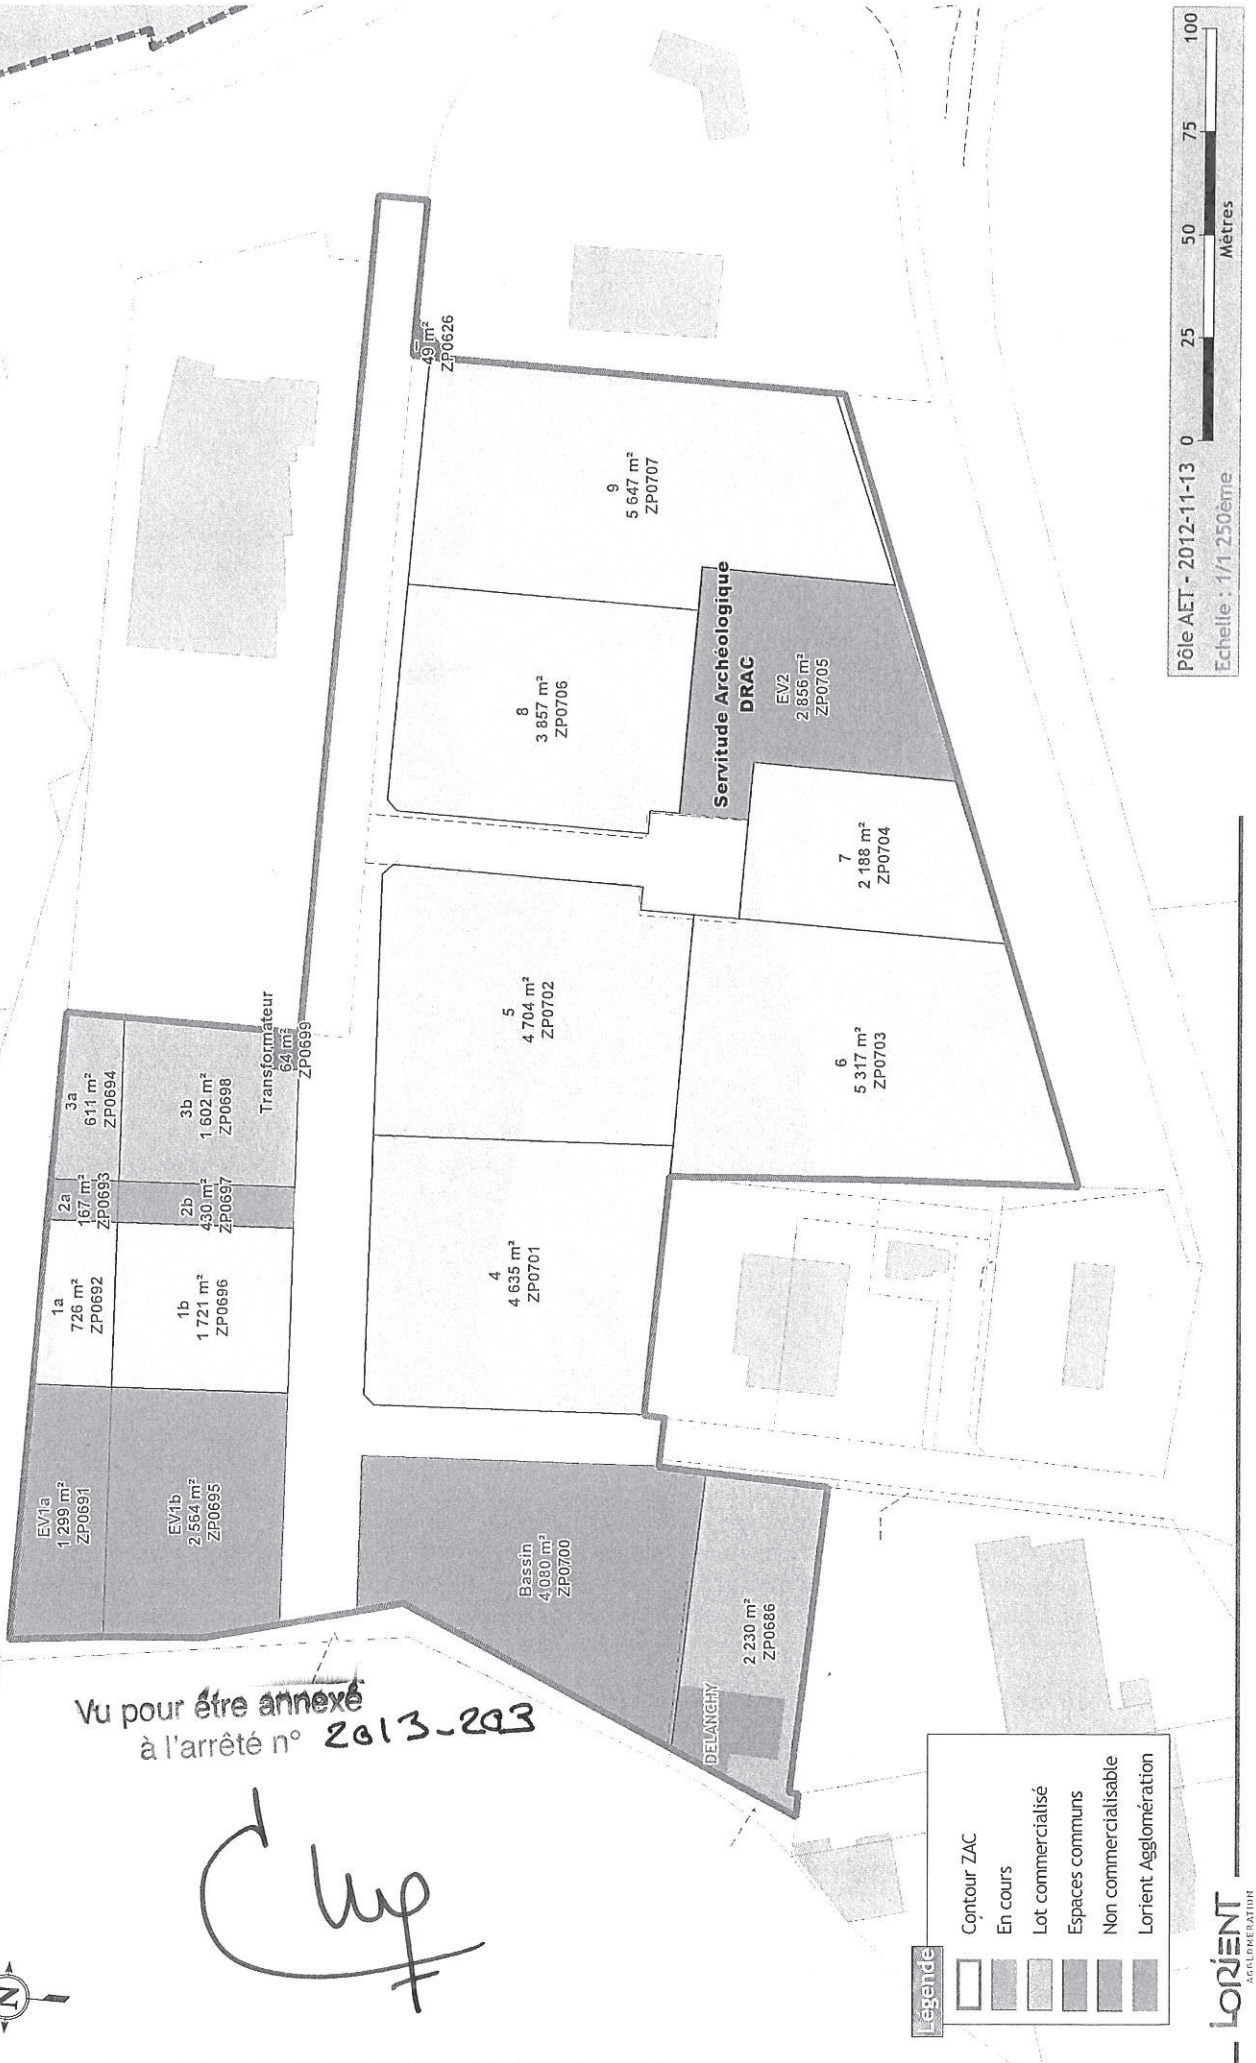 EV1a
1 299 m²
ZP0691
EV1b
2 564 m²
ZP0695
1a
726 m²
ZP0692
1b
1 721 m²
ZP0696
2a
167 m²
ZP0693
2b
430 m²
ZP0697
3a
611 m²
ZP0694
3b
1 602 m²
ZP0698
Transformateur
64 m²
ZP0699
Bassin
4 080 m²
ZP0700
DELANCHY
2 230 m²
ZP0686
4
4 635 m²
ZP0701
5
4 704 m²
ZP0702
6
5 317 m²
ZP0703
7
2 188 m²
ZP0704
8
3 857 m²
ZP0706
9
5 647 m²
ZP0707
49 m²
ZP0626
Servitude Archéologique
DRAC
EV2
2 856 m²
ZP0705
Vu pour être annexé
à l'arrêté n° 2013-203
N
Légende
Contour ZAC
En cours
Lot commercialisé
Espaces communs
Non commercialisable
Lorient Agglomération
LORIENT
AGGLOMÉRATION
Pôle AET - 2012-11-13
Echelle : 1/1 250ème
0 25 50 75 100
Mètres